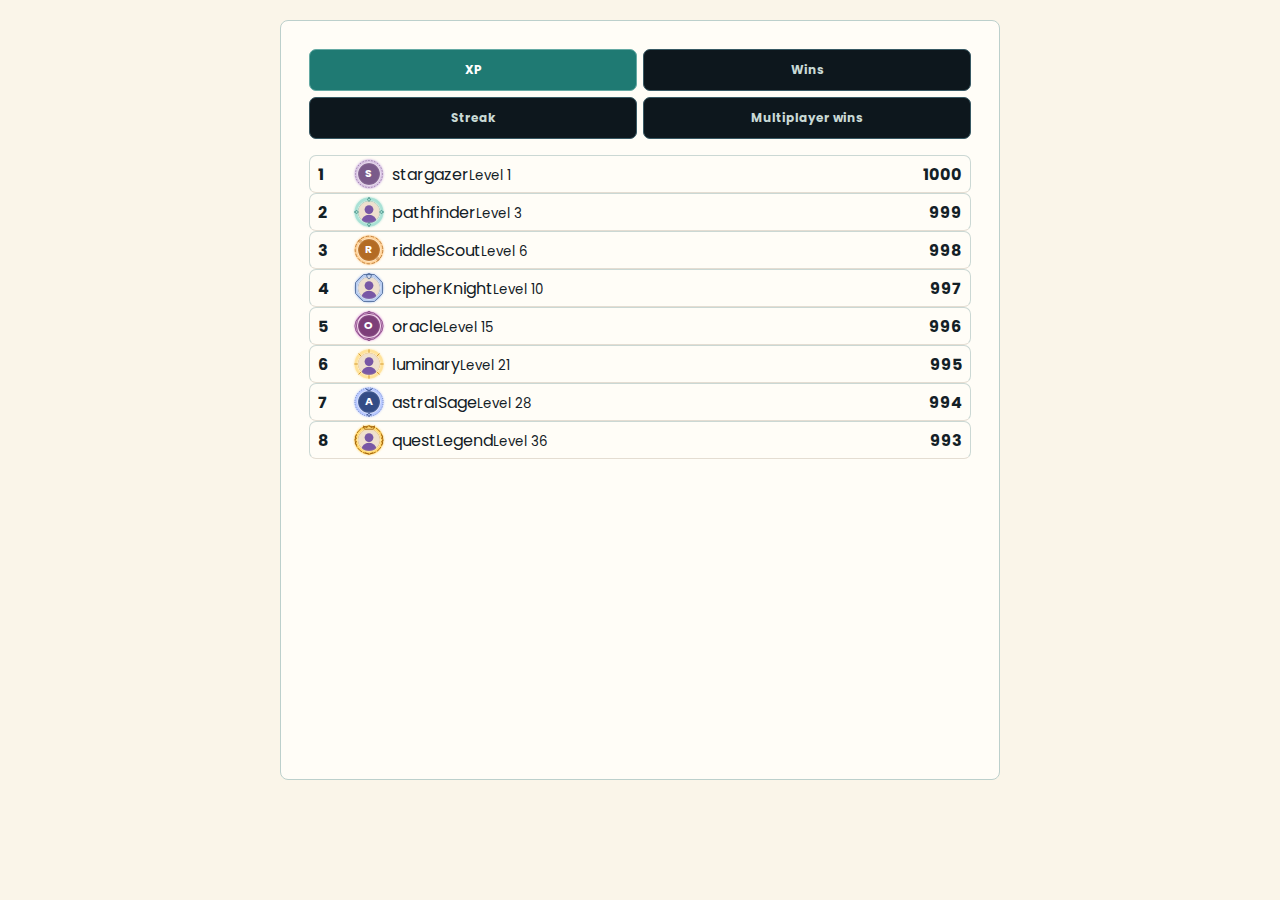 XP Wins
Streak Multiplayer wins
1 S stargazerLevel 1 1000
2 pathfinderLevel 3 999
3 R riddleScoutLevel 6 998
4 cipherKnightLevel 10 997
5 O oracleLevel 15 996
6 luminaryLevel 21 995
7 A astralSageLevel 28 994
8 questLegendLevel 36 993